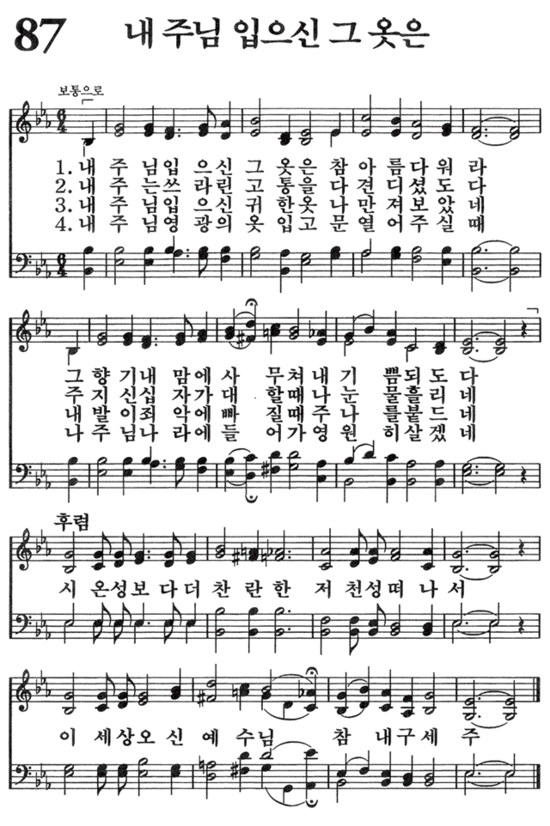 87 내 주님 입으신 그 옷은
보통으로
1. 내 주 님입 으신 그 옷은 참 아 름다 워 라
2. 내 주 는쓰 라린 고 통을 다 견 디 셨 도 다
3. 내 주 님입 으신 귀 한옷 나 만 져 보 았 네
4. 내 주 님영 광의 옷 입고 문 열 어 주 실 때
그 향 기내 맘에 사 무쳐 내 기 쁨되 도 다
주 지 신십 자가 대 할때 나 눈 물흘 리 네
내 발 이죄 악에 빠 질때 주 나 를붙 드 네
나 주 님나 라에 들 어가 영 원 히살 겠 네
후렴
시 온성보 다더 찬 란 한 저 천성떠 나 서
이 세상오 신 예 수님 참 내구세 주